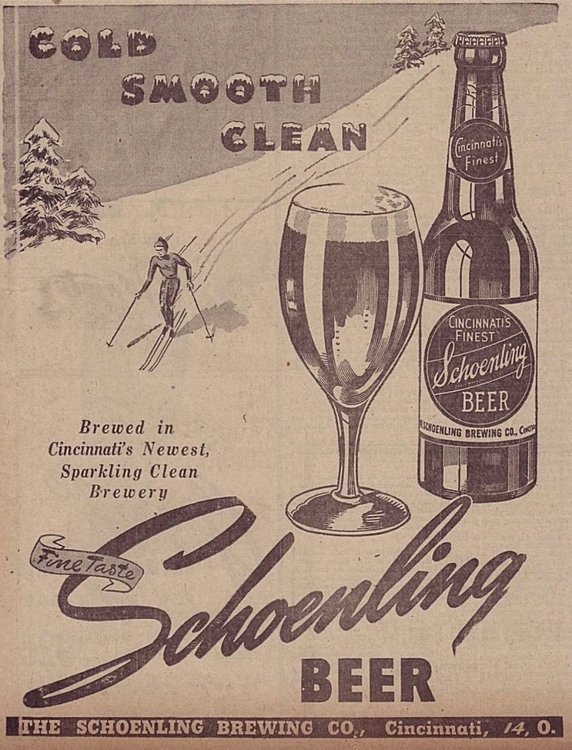 COLD
SMOOTH
CLEAN
Cincinnati's
Finest
CINCINNATI'S
FINEST
Schoenling
BEER
SCHOENLING BREWING CO.,
Brewed in
Cincinnati's Newest,
Sparkling Clean
Brewery
Fine Taste
Schoenling
BEER
THE SCHOENLING BREWING CO., Cincinnati, 14, O.